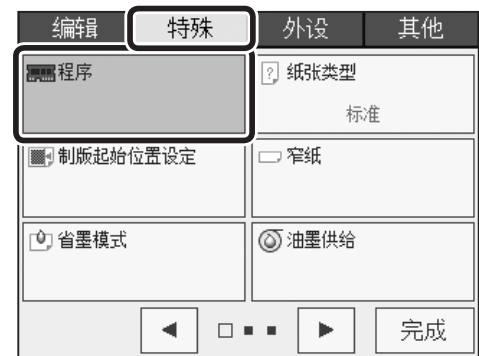 编辑 特殊 外设 其他
程序 纸张类型
标准
制版起始位置设定 窄纸
省墨模式 油墨供给
完成